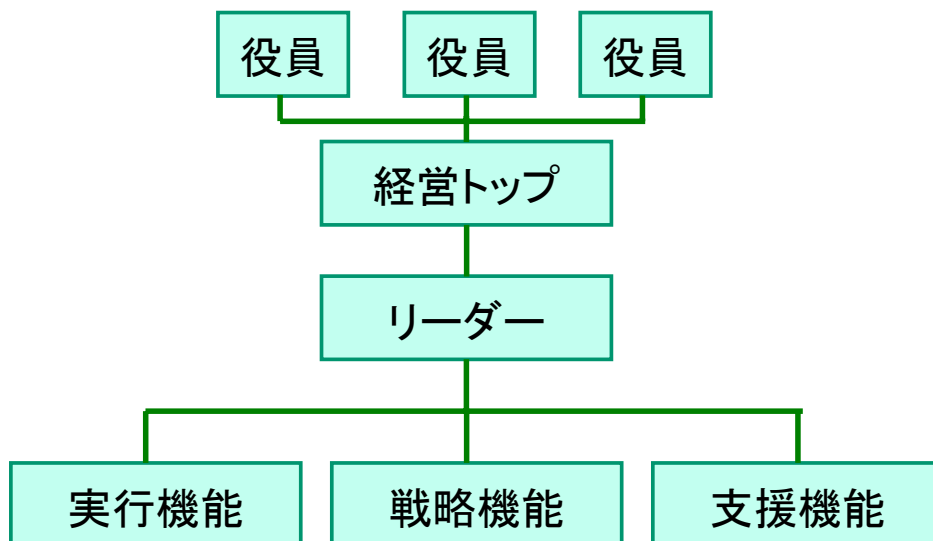 役員
役員
役員
経営トップ
リーダー
実行機能
戦略機能
支援機能